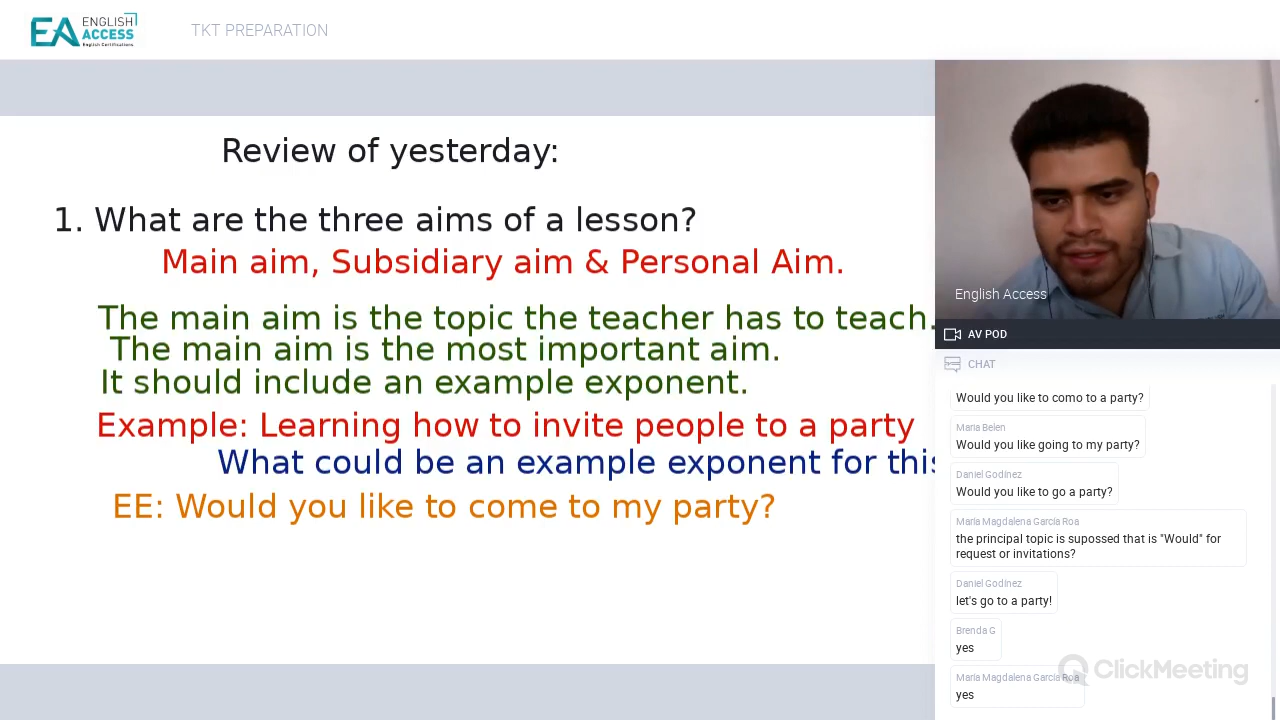 EA ENGLISH
ACCESS
English Certifications
TKT PREPARATION
Review of yesterday:
1. What are the three aims of a lesson?
Main aim, Subsidiary aim & Personal Aim.
The main aim is the topic the teacher has to teach.
The main aim is the most important aim.
It should include an example exponent.
Example: Learning how to invite people to a party
What could be an example exponent for this
EE: Would you like to come to my party?
English Access
AV POD
CHAT
Would you like to como to a party?
Maria Belen
Would you like going to my party?
Daniel Godínez
Would you like to go a party?
María Magdalena García Roa
the principal topic is supossed that is "Would" for
request or invitations?
Daniel Godínez
let's go to a party!
Brenda G
yes
María Magdalena García Roa
yes
ClickMeeting